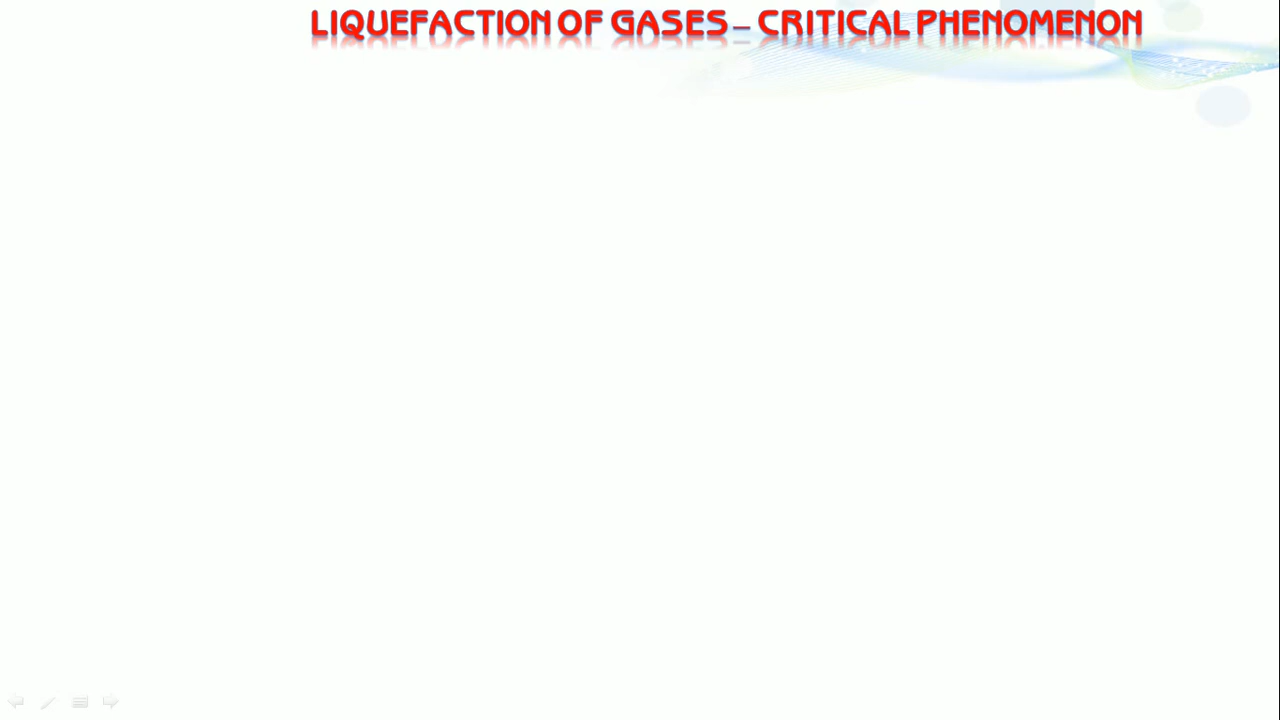 LIQUEFACTION OF GASES – CRITICAL PHENOMENON